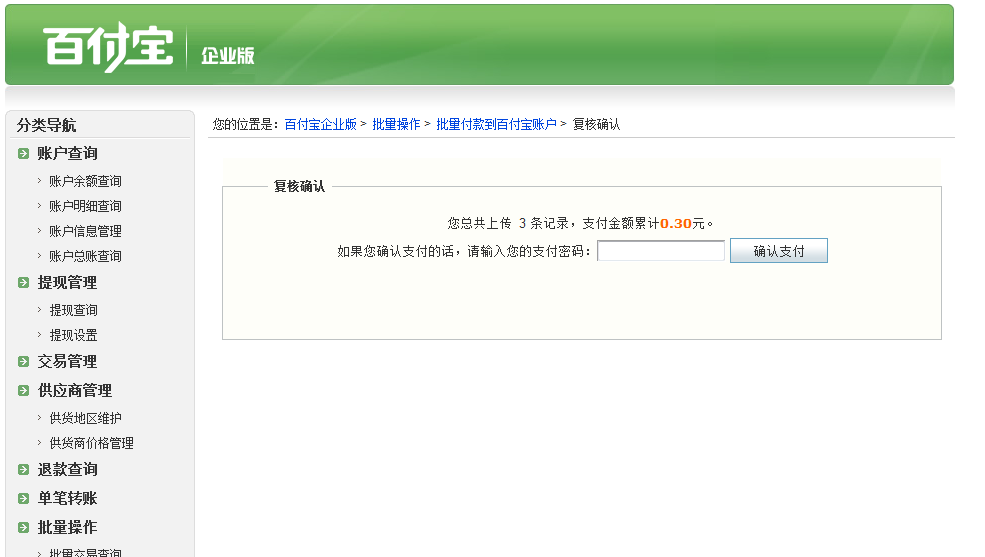 百付宝 企业版
分类导航
账户查询
账户余额查询
账户明细查询
账户信息管理
账户总账查询
提现管理
提现查询
提现设置
交易管理
供应商管理
供货地区维护
供货商价格管理
退款查询
单笔转账
批量操作
批量交易查询
您的位置是：百付宝企业版 > 批量操作 > 批量付款到百付宝账户 > 复核确认
复核确认
您总共上传 3 条记录，支付金额累计0.30元。
如果您确认支付的话，请输入您的支付密码： 确认支付